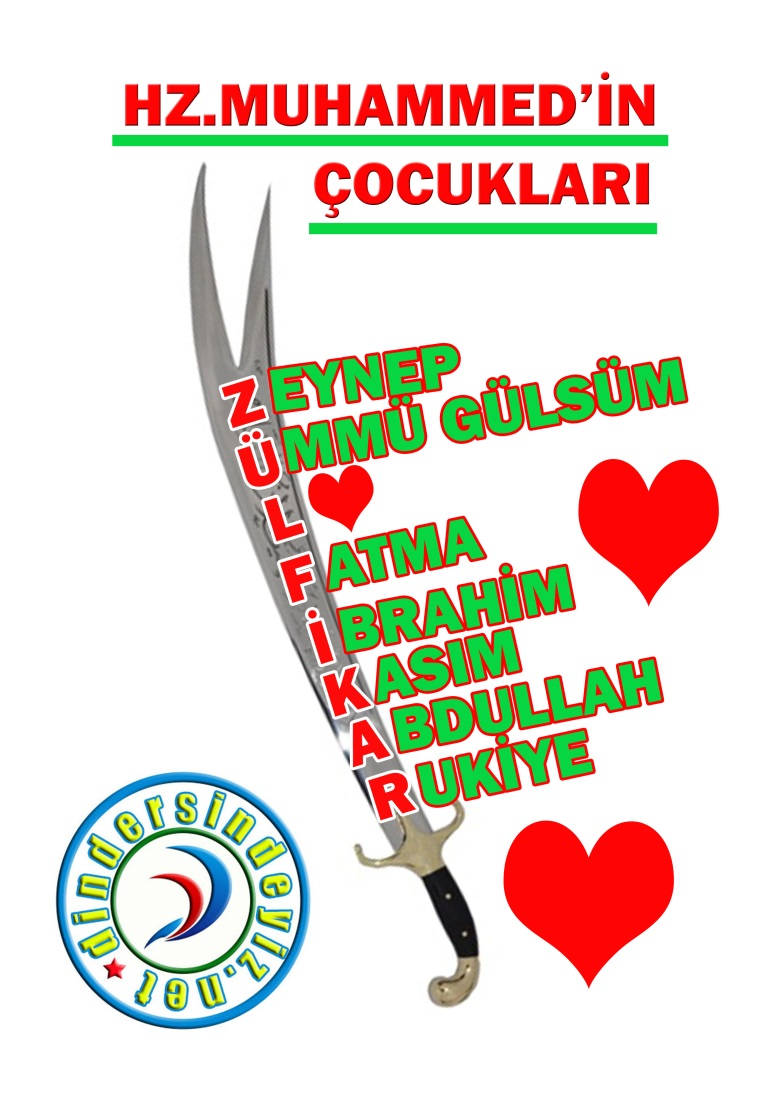 HZ.MUHAMMED'İN
ÇOCUKLARI
ZEYNEP
ÜMMÜ GÜLSÜM
L
FATMA
İBRAHİM
KASIM
ABDULLAH
RUKİYE
dindersindeyiz.net